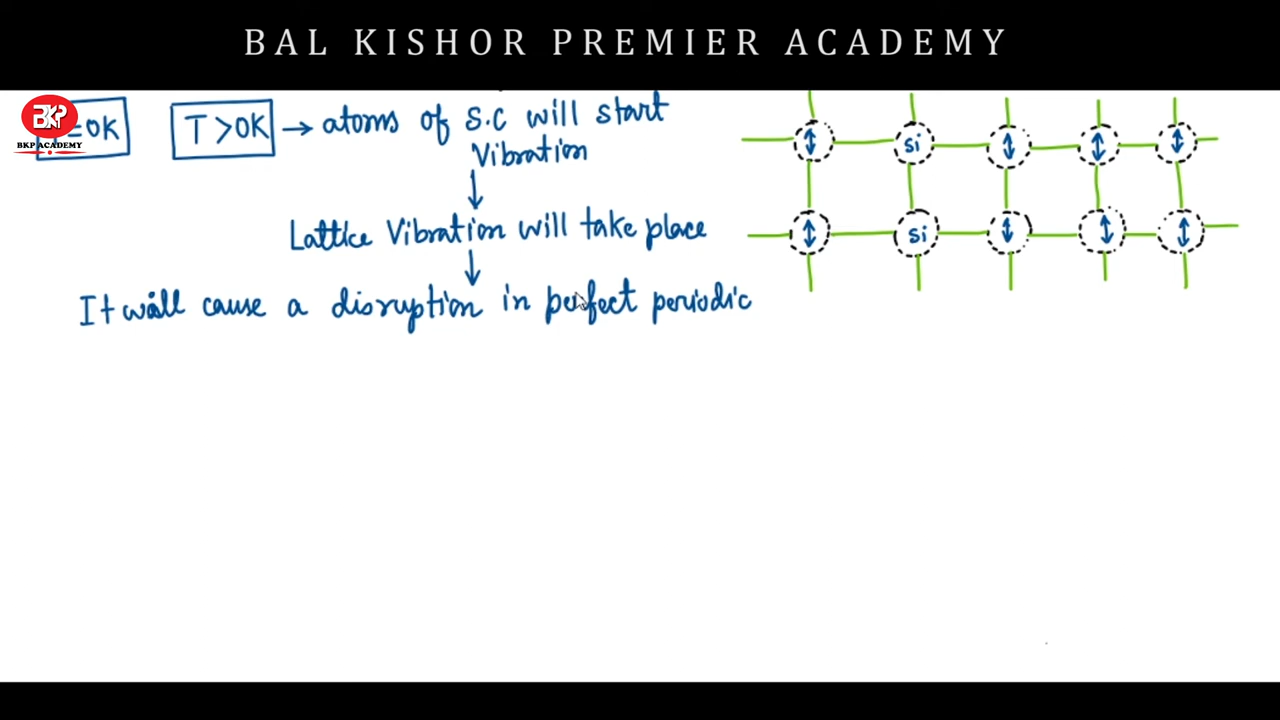 BAL KISHOR PREMIER ACADEMY
BKP
BKP ACADEMY
=0K
T>0K → atoms of S.C will start
Vibration
↓
Lattice Vibration will take place
↓
It will cause a disruption in perfect periodic
↕ Si ↕ ↕ ↕
↕ Si ↕ ↕ ↕